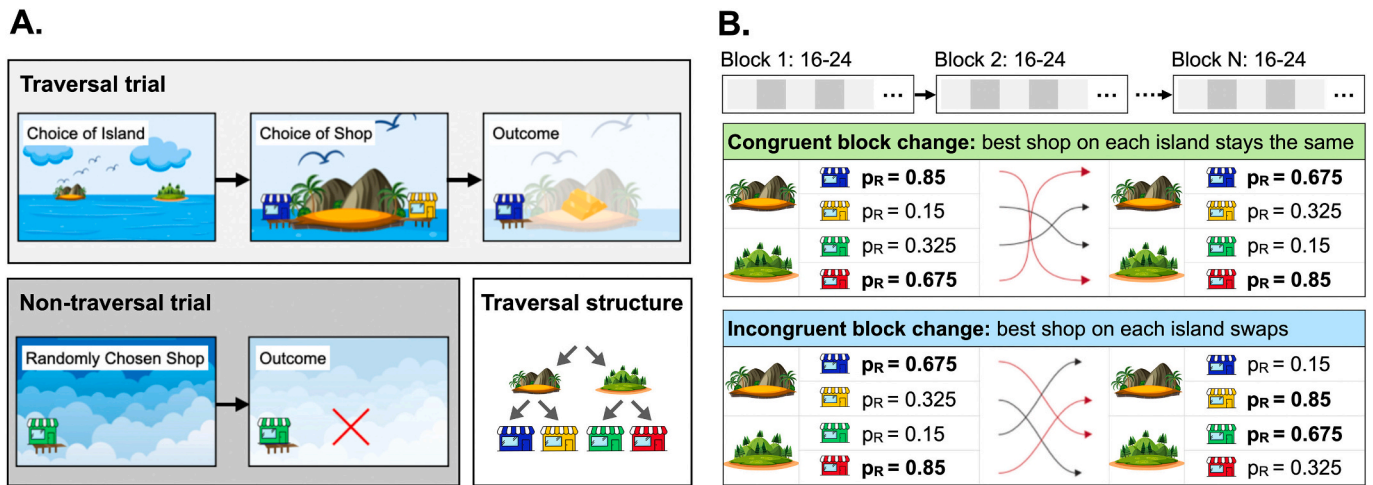 A.
Traversal trial
Choice of Island
Choice of Shop
Outcome
Non-traversal trial
Randomly Chosen Shop
Outcome
Traversal structure
B.
Block 1: 16-24
Block 2: 16-24
Block N: 16-24
... ... ...
Congruent block change: best shop on each island stays the same
pR = 0.85
pR = 0.675
pR = 0.15
pR = 0.325
pR = 0.325
pR = 0.15
pR = 0.675
pR = 0.85
Incongruent block change: best shop on each island swaps
pR = 0.675
pR = 0.15
pR = 0.325
pR = 0.85
pR = 0.15
pR = 0.675
pR = 0.85
pR = 0.325